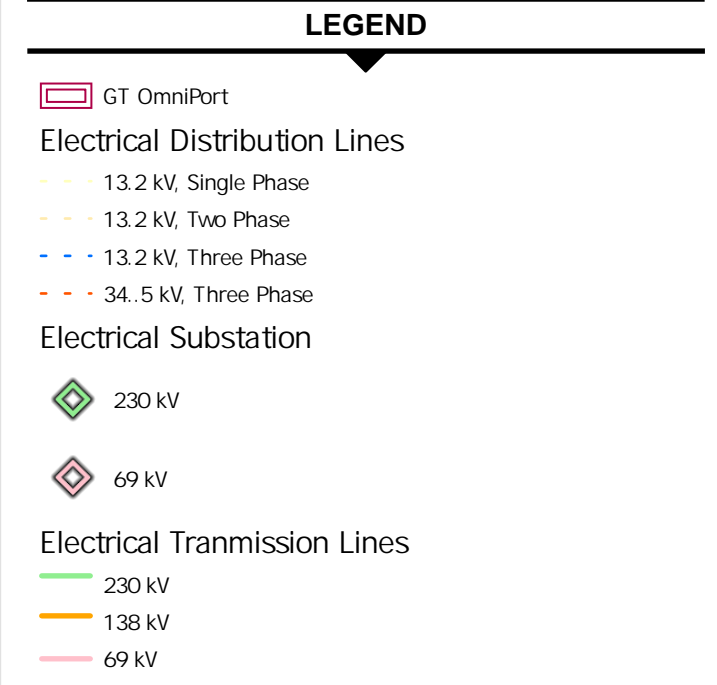 LEGEND
GT OmniPort
Electrical Distribution Lines
13.2 kV, Single Phase
13.2 kV, Two Phase
13.2 kV, Three Phase
34..5 kV, Three Phase
Electrical Substation
230 kV
69 kV
Electrical Tranmission Lines
230 kV
138 kV
69 kV